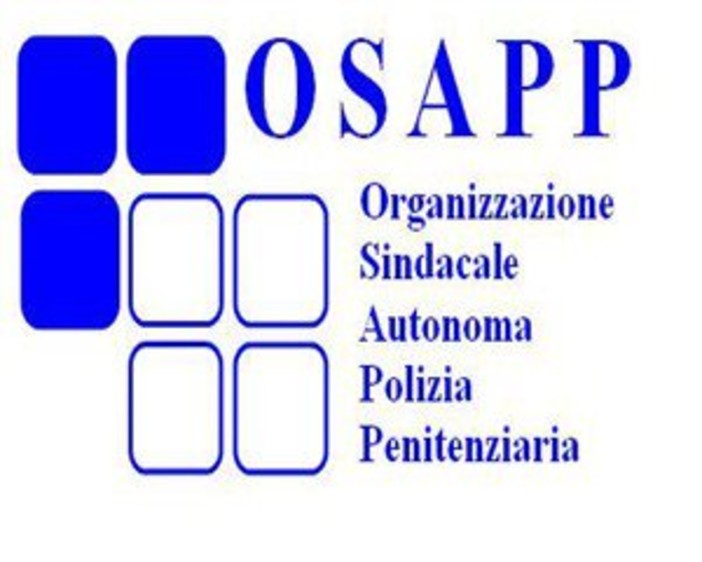 OSAPP
Organizzazione
Sindacale
Autonoma
Polizia
Penitenziaria